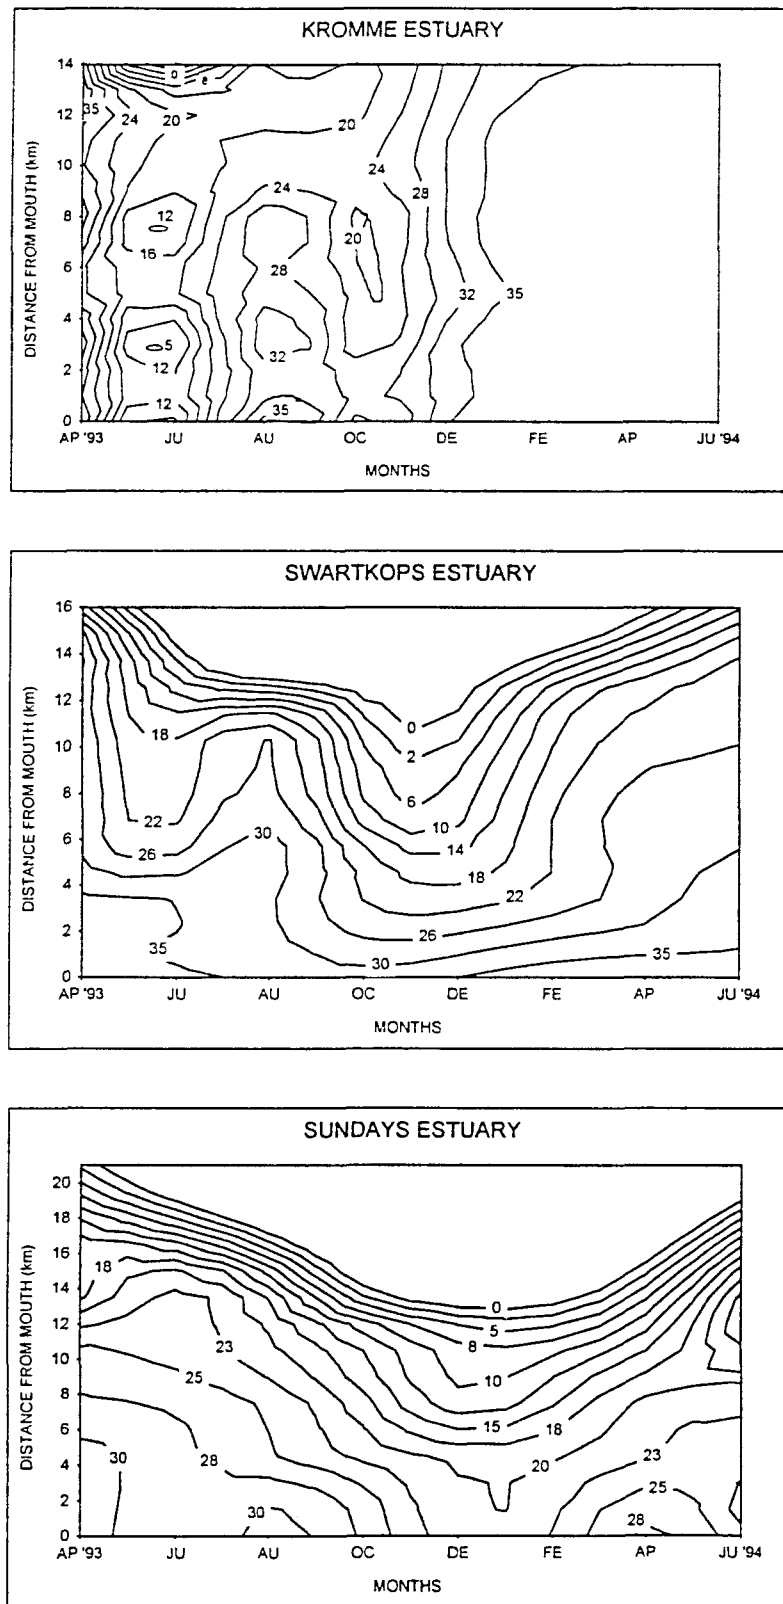 KROMME ESTUARY
DISTANCE FROM MOUTH (km)
14
12
10
8
6
4
2
0
0
8
35
24
20
20
24
28
24
12
16
20
28
32
35
5
12
32
12
35
AP '93
JU
AU
OC
DE
FE
AP
JU '94
MONTHS
SWARTKOPS ESTUARY
DISTANCE FROM MOUTH (km)
16
14
12
10
8
6
4
2
0
0
2
18
6
22
10
30
26
14
18
22
26
35
30
35
AP '93
JU
AU
OC
DE
FE
AP
JU '94
MONTHS
SUNDAYS ESTUARY
DISTANCE FROM MOUTH (km)
20
18
16
14
12
10
8
6
4
2
0
18
0
5
8
23
25
10
15
18
30
28
20
23
25
30
28
AP '93
JU
AU
OC
DE
FE
AP
JU '94
MONTHS